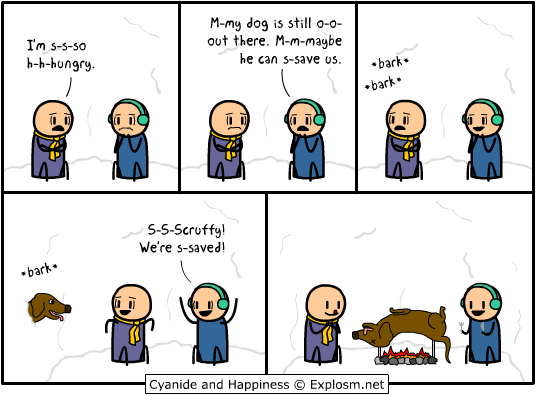 I'm s-s-so
h-h-hungry.
M-my dog is still o-o-
out there. M-m-maybe
he can s-save us.
*bark*
*bark*
*bark*
S-S-Scruffy!
We're s-saved!
Cyanide and Happiness © Explosm.net